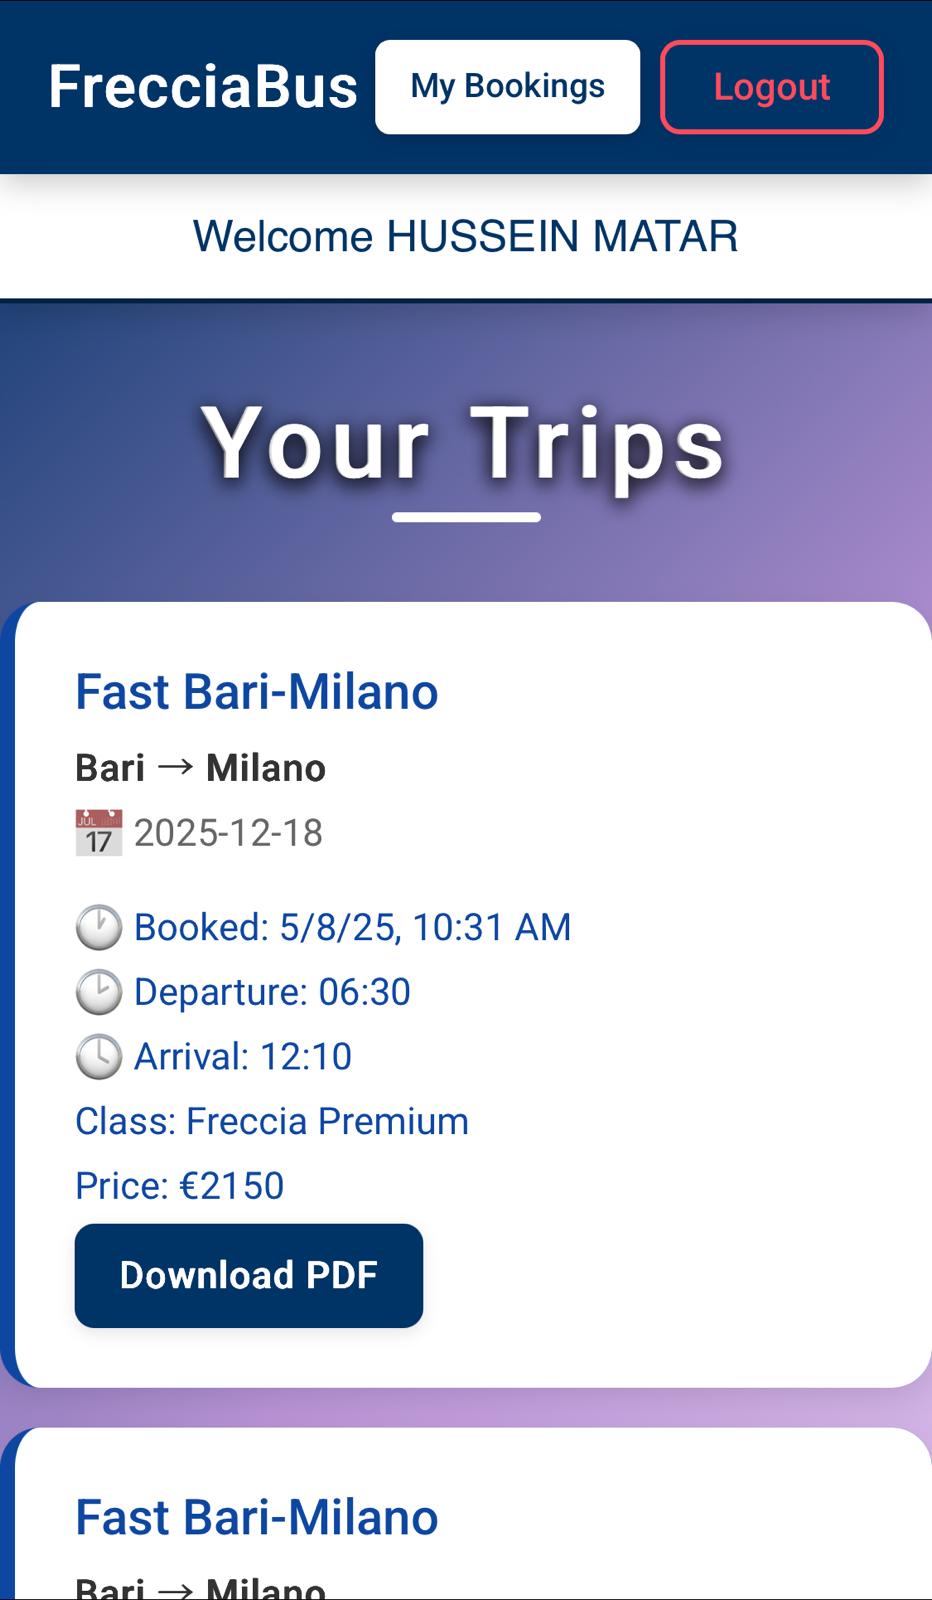 FrecciaBus My Bookings Logout
Welcome HUSSEIN MATAR
Your Trips
Fast Bari-Milano
Bari → Milano
📅 2025-12-18
🕐 Booked: 5/8/25, 10:31 AM
🕑 Departure: 06:30
🕓 Arrival: 12:10
Class: Freccia Premium
Price: €2150
Download PDF
Fast Bari-Milano
Bari → Milano